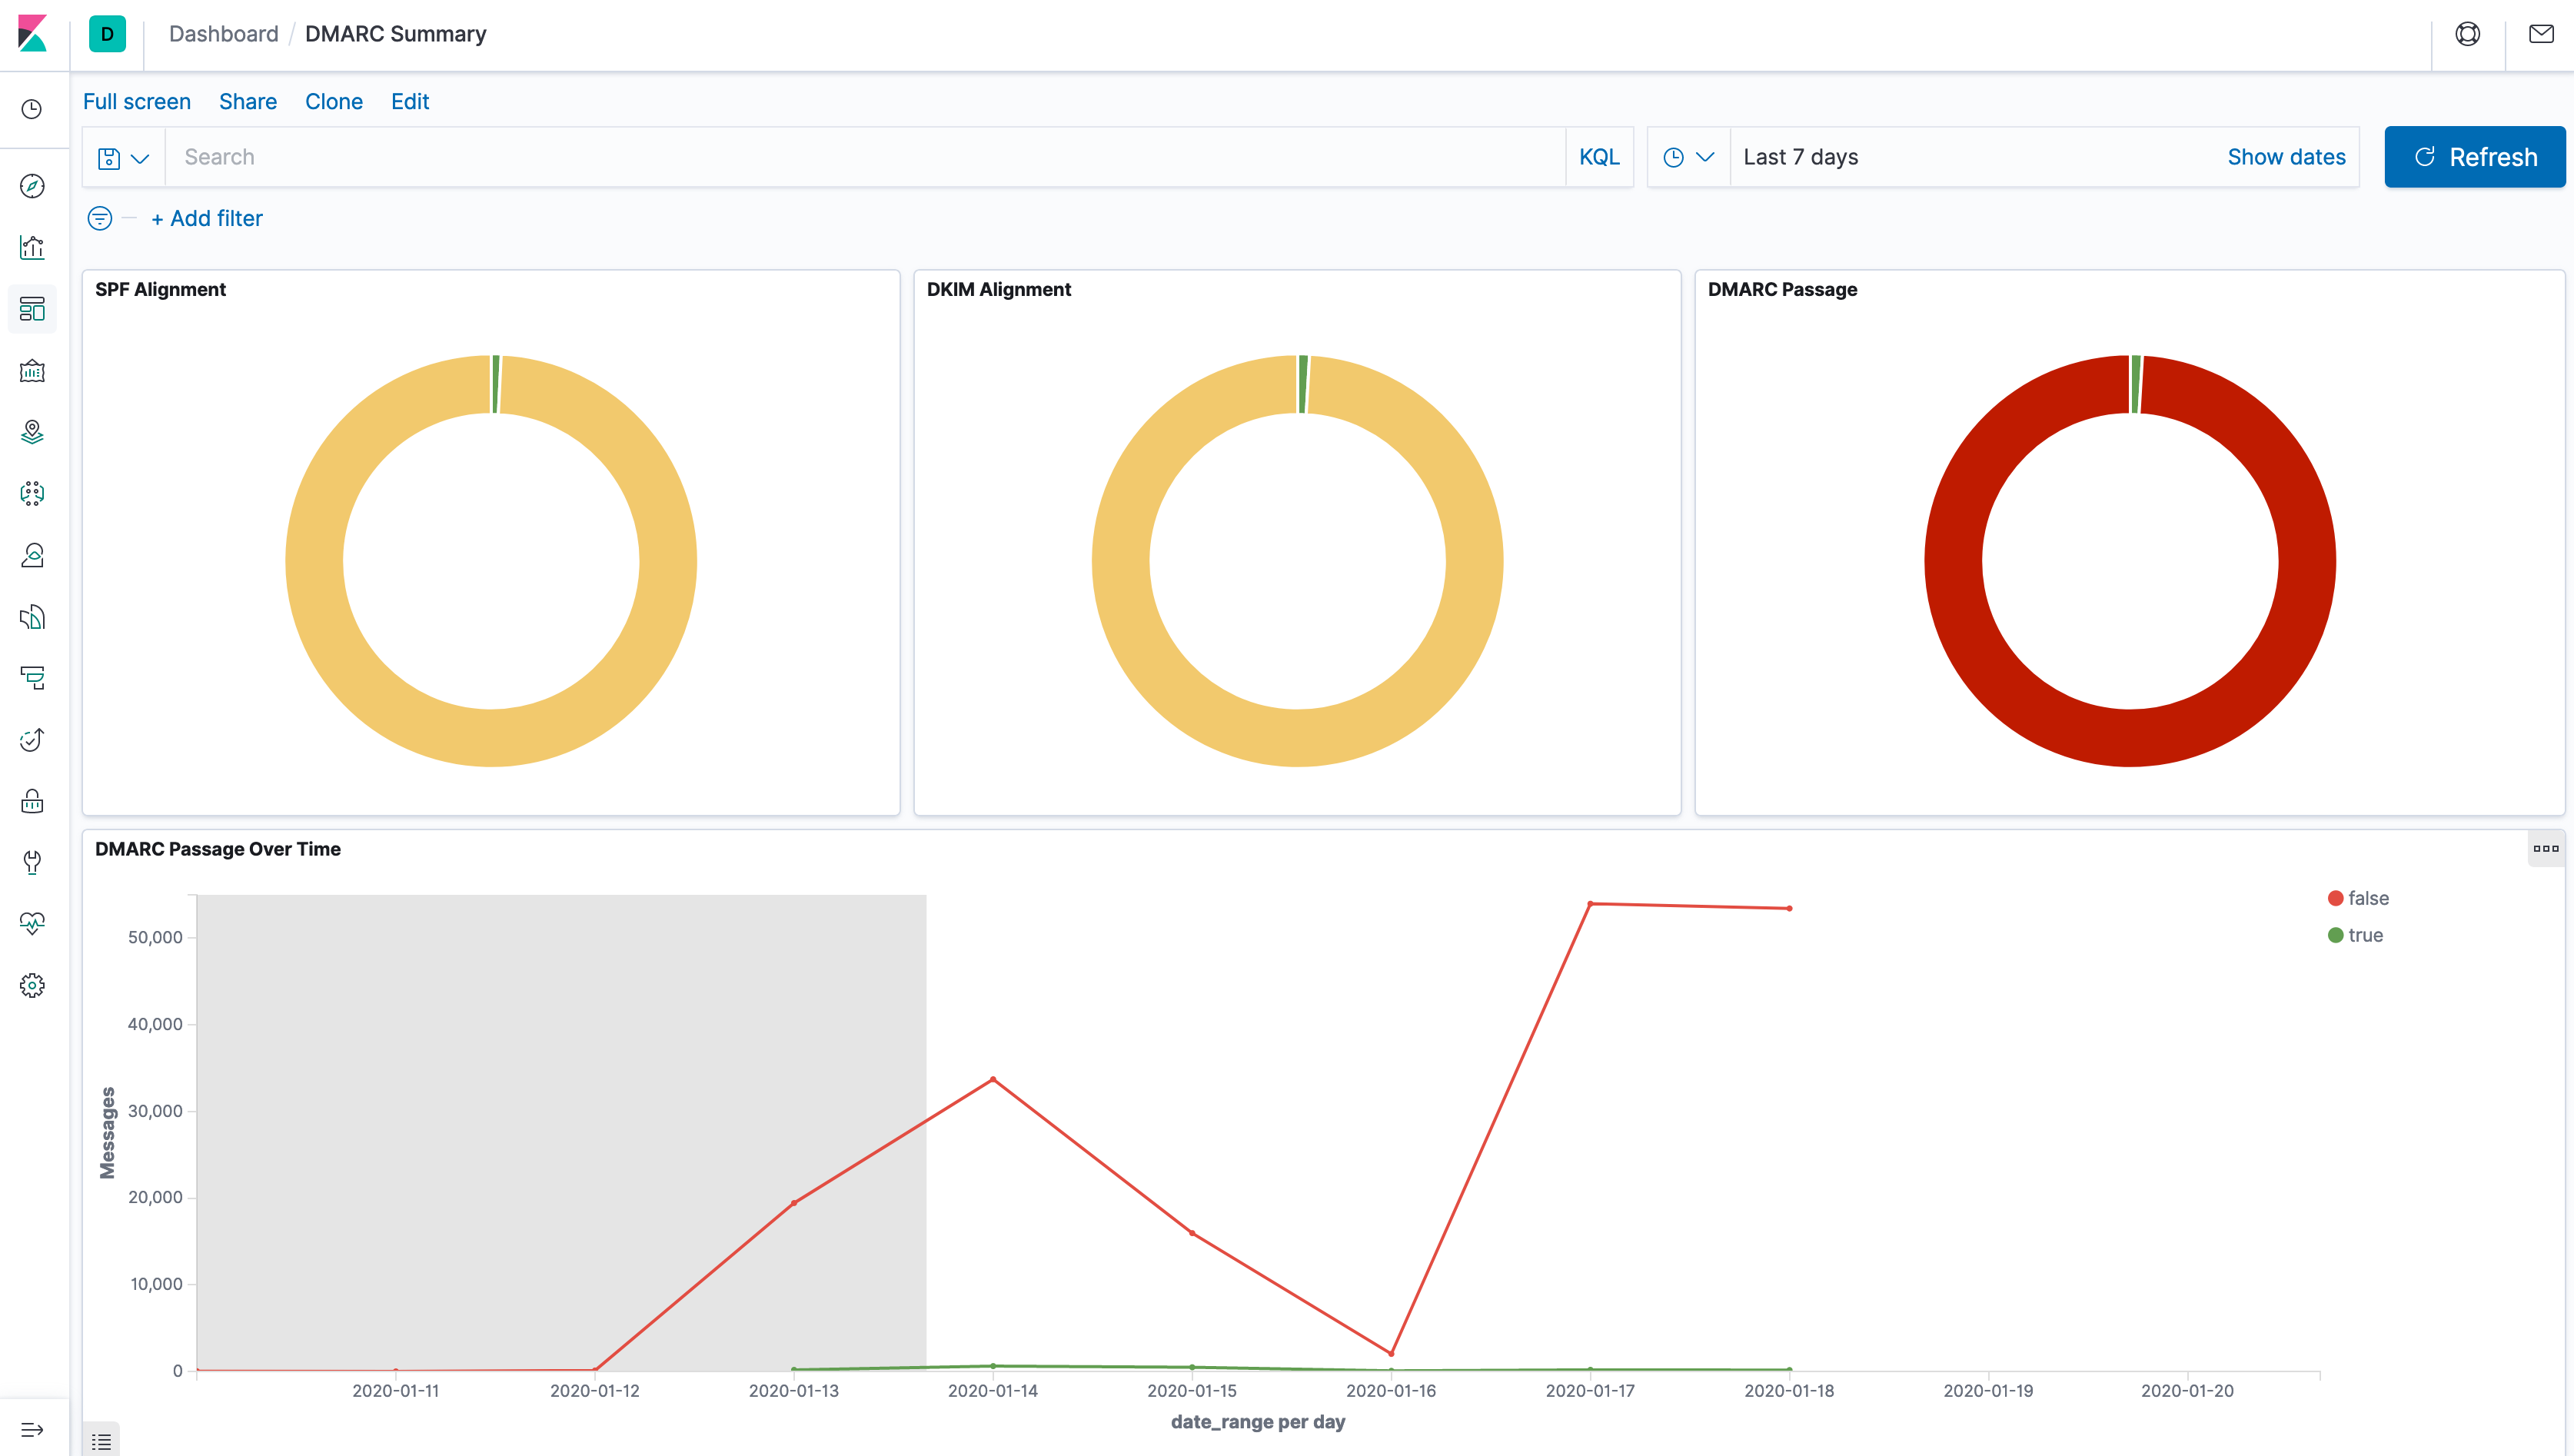 D Dashboard / DMARC Summary
Full screen Share Clone Edit
Search KQL Last 7 days Show dates Refresh
+ Add filter
SPF Alignment
DKIM Alignment
DMARC Passage
DMARC Passage Over Time
false
true
Messages
50,000
40,000
30,000
20,000
10,000
0
2020-01-11 2020-01-12 2020-01-13 2020-01-14 2020-01-15 2020-01-16 2020-01-17 2020-01-18 2020-01-19 2020-01-20
date_range per day